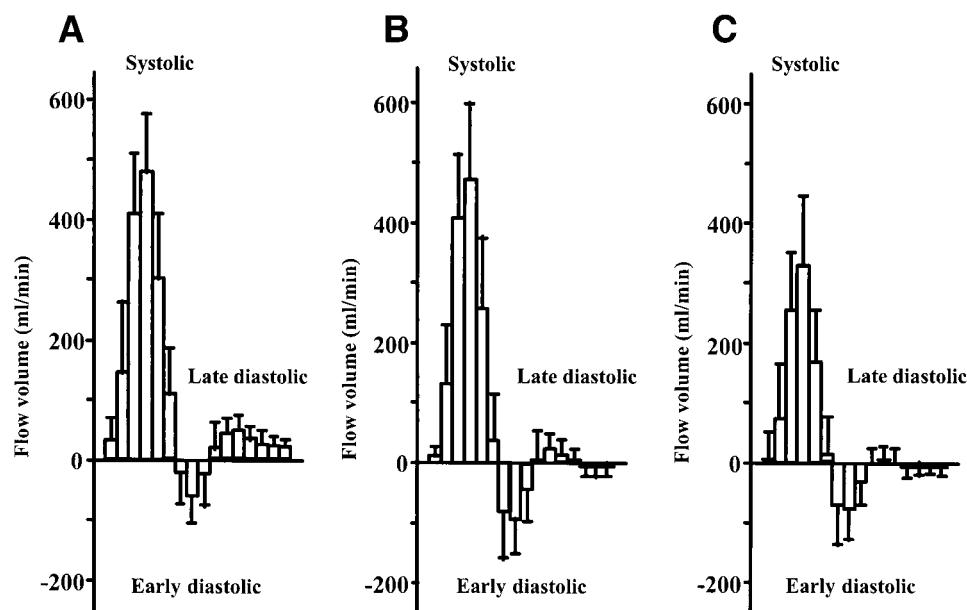 A
Systolic
600
400
200
0
-200
Flow volume (ml/min)
Late diastolic
Early diastolic
B
Systolic
600
400
200
0
-200
Flow volume (ml/min)
Late diastolic
Early diastolic
C
Systolic
600
400
200
0
-200
Flow volume (ml/min)
Late diastolic
Early diastolic